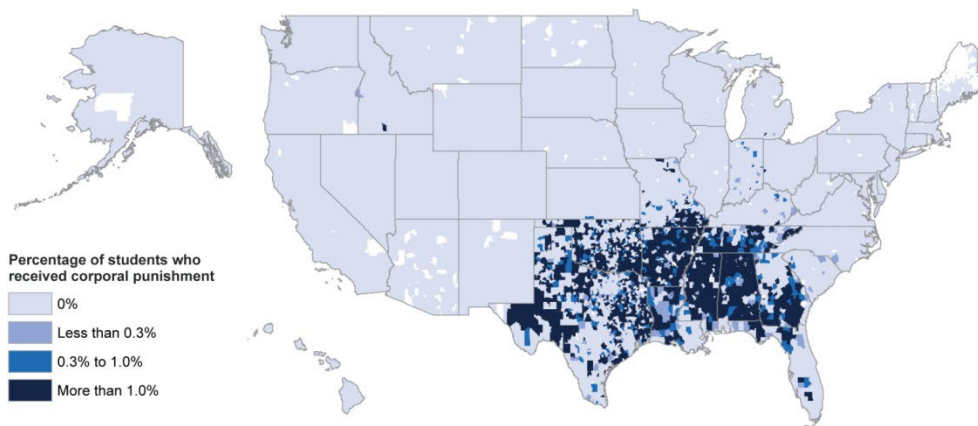 Percentage of students who
received corporal punishment
0%
Less than 0.3%
0.3% to 1.0%
More than 1.0%